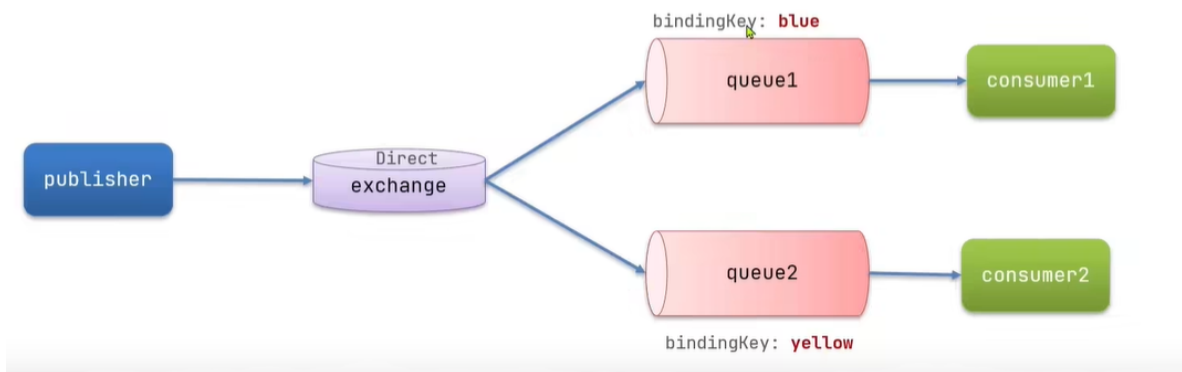 bindingKey: blue
queue1
consumer1
publisher
Direct
exchange
queue2
consumer2
bindingKey: yellow